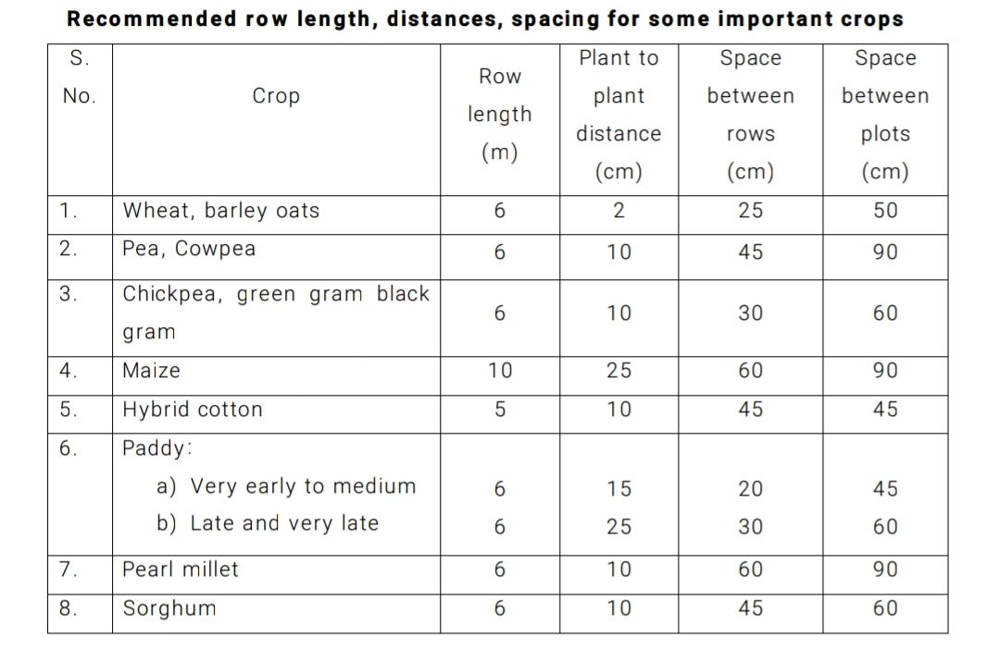 Recommended row length, distances, spacing for some important crops
S. No. Crop Row length (m) Plant to plant distance (cm) Space between rows (cm) Space between plots (cm)
1. Wheat, barley oats 6 2 25 50
2. Pea, Cowpea 6 10 45 90
3. Chickpea, green gram black gram 6 10 30 60
4. Maize 10 25 60 90
5. Hybrid cotton 5 10 45 45
6. Paddy:
a) Very early to medium 6 15 20 45
b) Late and very late 6 25 30 60
7. Pearl millet 6 10 60 90
8. Sorghum 6 10 45 60